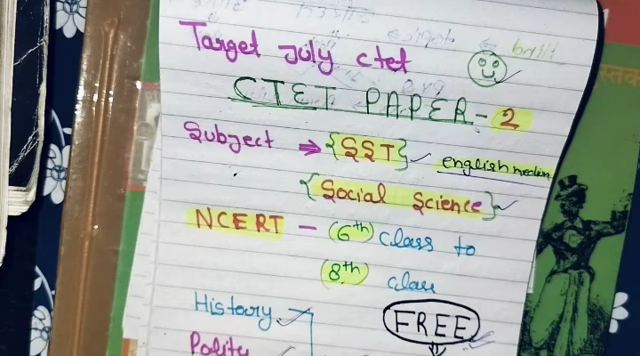 Target July ctet
CTET PAPER-2
Subject → {SST} english medium
{Social Science}
NCERT - (6th) class to
(8th) class
History
FREE
Polity